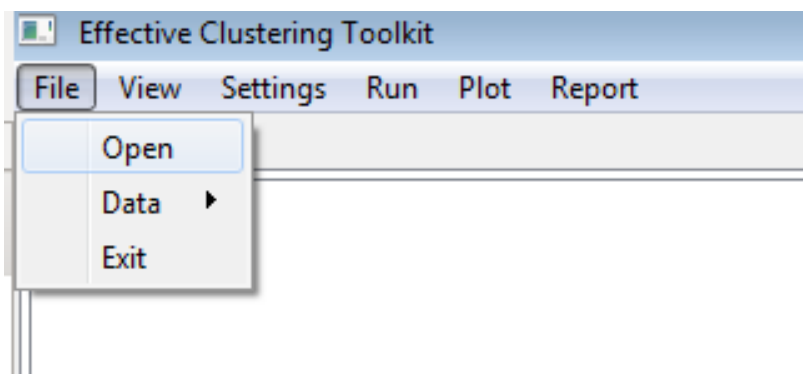 Effective Clustering Toolkit
File View Settings Run Plot Report
Open
Data
Exit